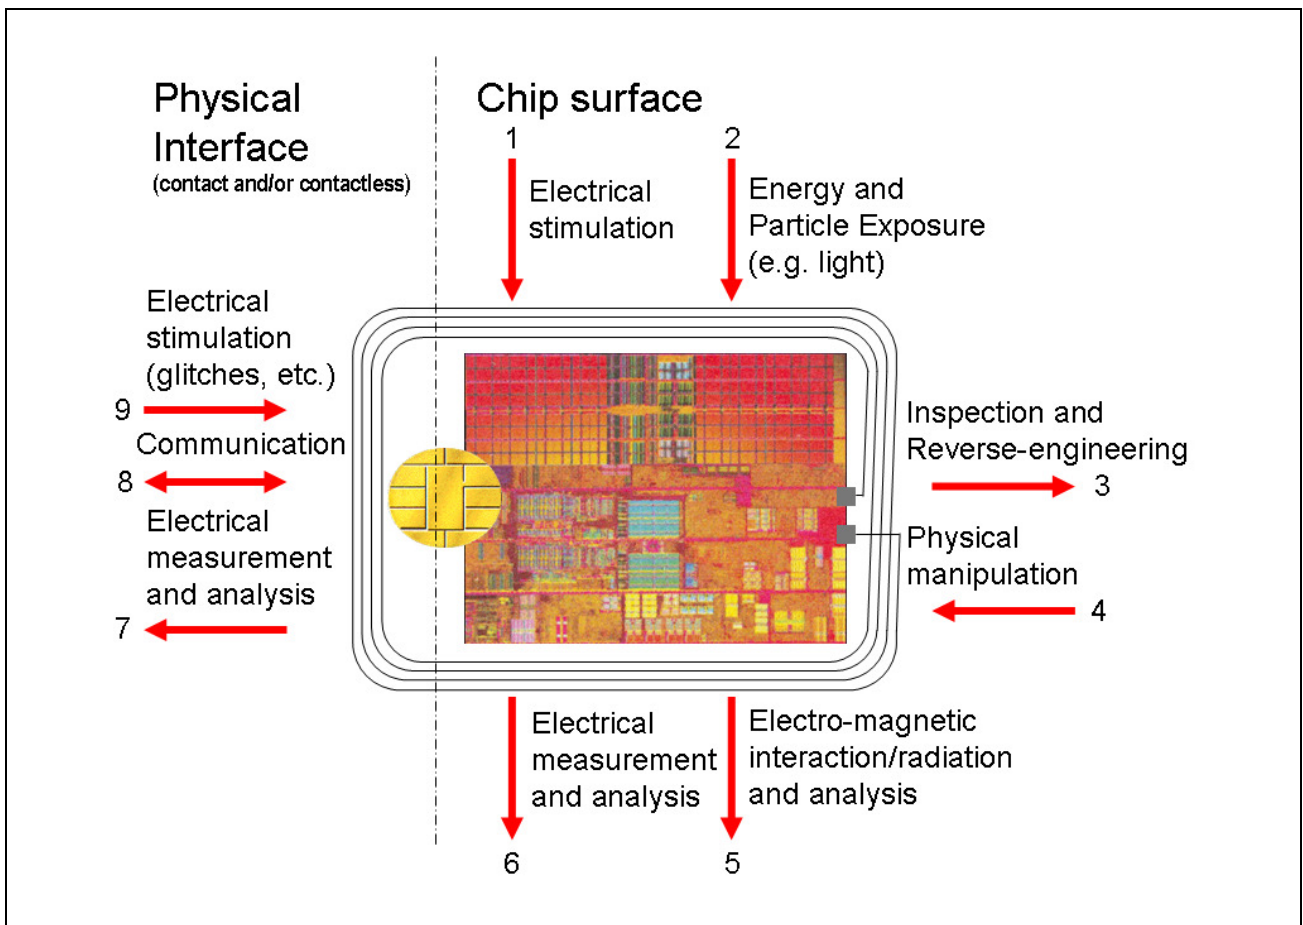 Physical
Interface
(contact and/or contactless)
Chip surface
1
2
Electrical
stimulation
Energy and
Particle Exposure
(e.g. light)
Electrical
stimulation
(glitches, etc.)
9
Communication
8
Electrical
measurement
and analysis
7
Inspection and
Reverse-engineering
3
Physical
manipulation
4
Electrical
measurement
and analysis
6
Electro-magnetic
interaction/radiation
and analysis
5